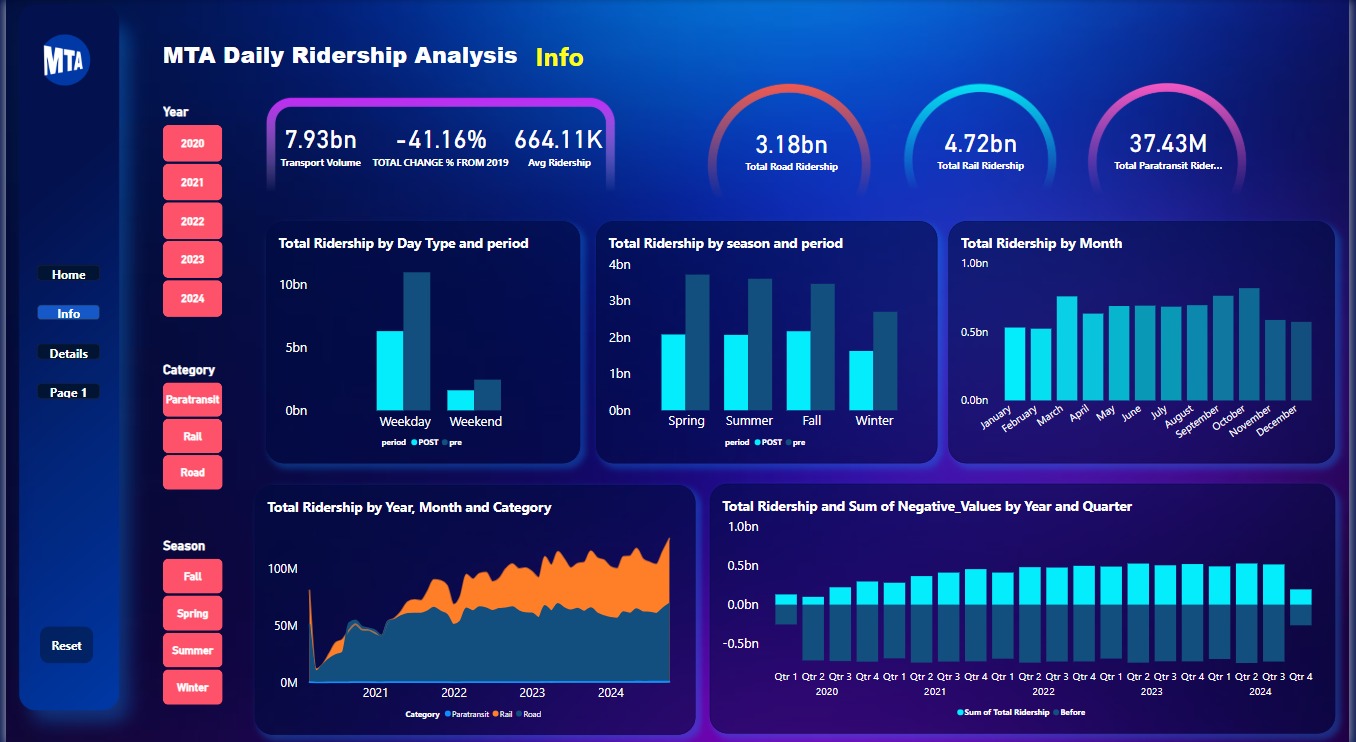 MTA
MTA Daily Ridership Analysis Info
Home
Info
Details
Page 1
Reset
Year
2020
2021
2022
2023
2024
Category
Paratransit
Rail
Road
Season
Fall
Spring
Summer
Winter
7.93bn -41.16% 664.11K
Transport Volume TOTAL CHANGE % FROM 2019 Avg Ridership
3.18bn
Total Road Ridership
4.72bn
Total Rail Ridership
37.43M
Total Paratransit Rider...
Total Ridership by Day Type and period
10bn
5bn
0bn
Weekday Weekend
period POST pre
Total Ridership by season and period
4bn
3bn
2bn
1bn
0bn
Spring Summer Fall Winter
period POST pre
Total Ridership by Month
1.0bn
0.5bn
0.0bn
January February March April May June July August September October November December
Total Ridership by Year, Month and Category
100M
50M
0M
2021 2022 2023 2024
Category Paratransit Rail Road
Total Ridership and Sum of Negative_Values by Year and Quarter
1.0bn
0.5bn
0.0bn
-0.5bn
Qtr 1 Qtr 2 Qtr 3 Qtr 4 Qtr 1 Qtr 2 Qtr 3 Qtr 4 Qtr 1 Qtr 2 Qtr 3 Qtr 4 Qtr 1 Qtr 2 Qtr 3 Qtr 4 Qtr 1 Qtr 2 Qtr 3 Qtr 4
2020 2021 2022 2023 2024
Sum of Total Ridership Before